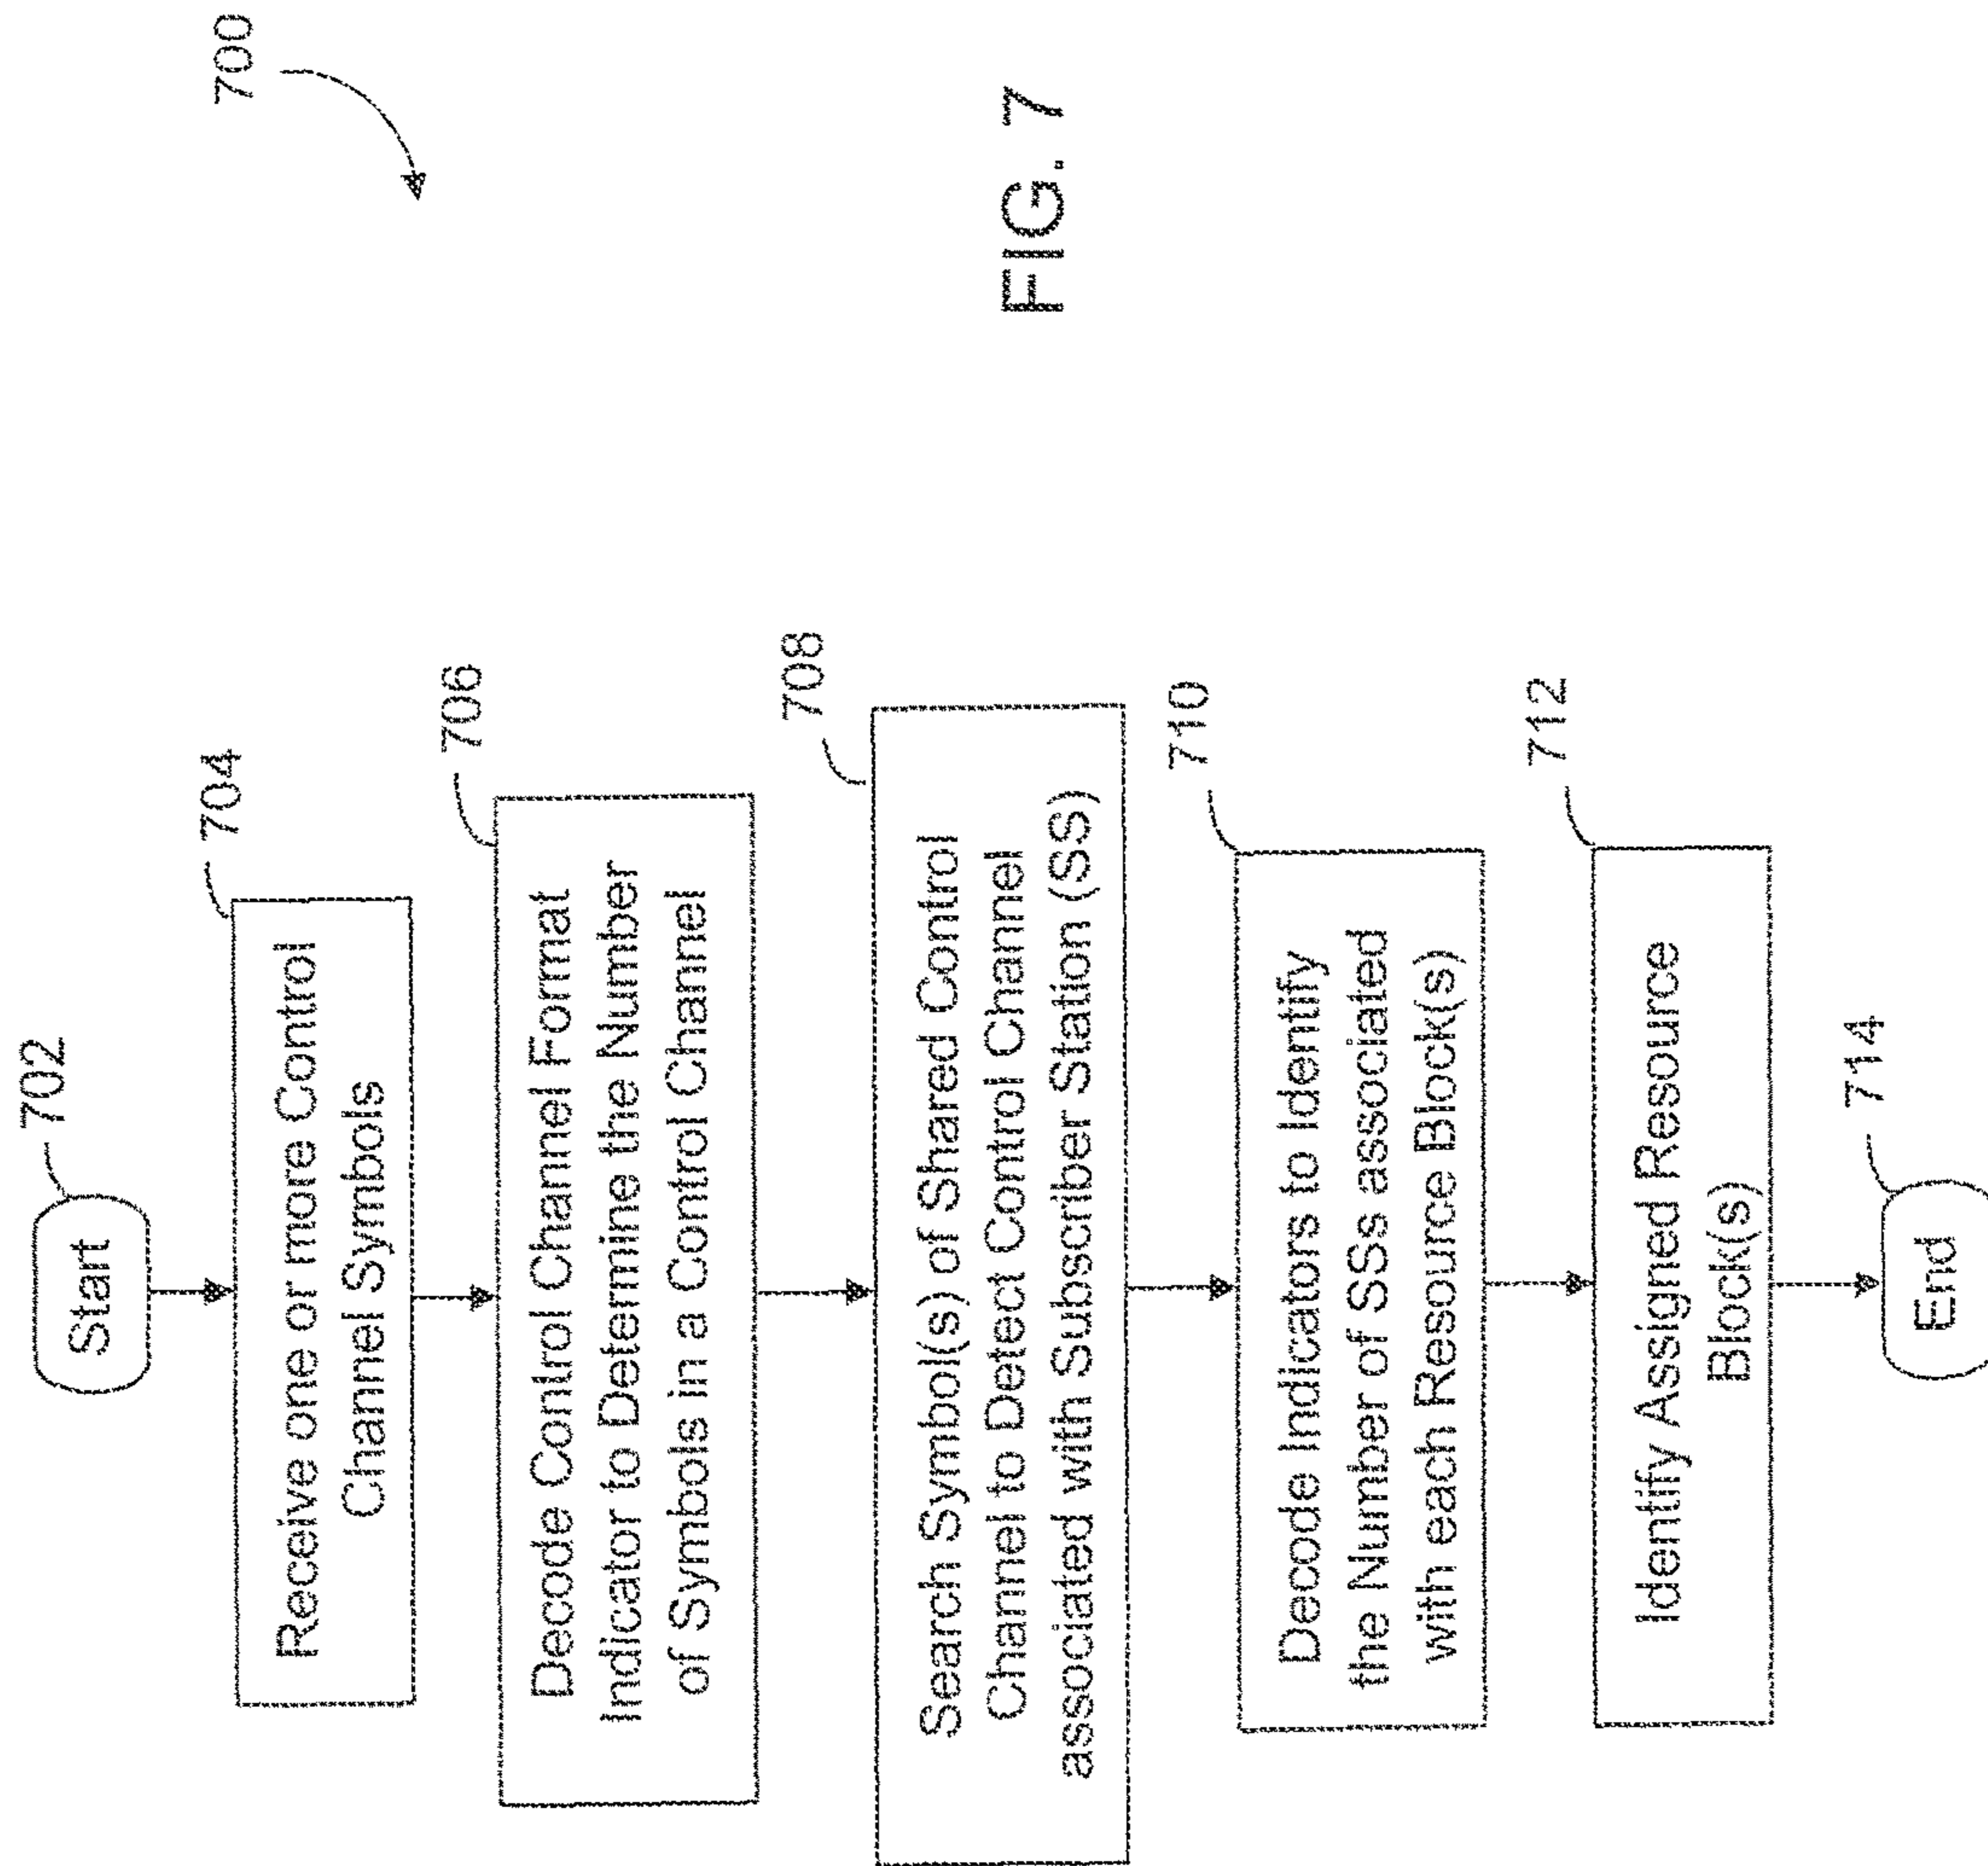 700
702
Start
704
Receive one or more Control
Channel Symbols
706
Decode Control Channel Format
Indicator to Determine the Number
of Symbols in a Control Channel
708
Search Symbol(s) of Shared Control
Channel to Detect Control Channel
associated with Subscriber Station (SS)
710
Decode Indicators to Identify
the Number of SSs associated
with each Resource Block(s)
712
Identify Assigned Resource
Block(s)
714
End
FIG. 7